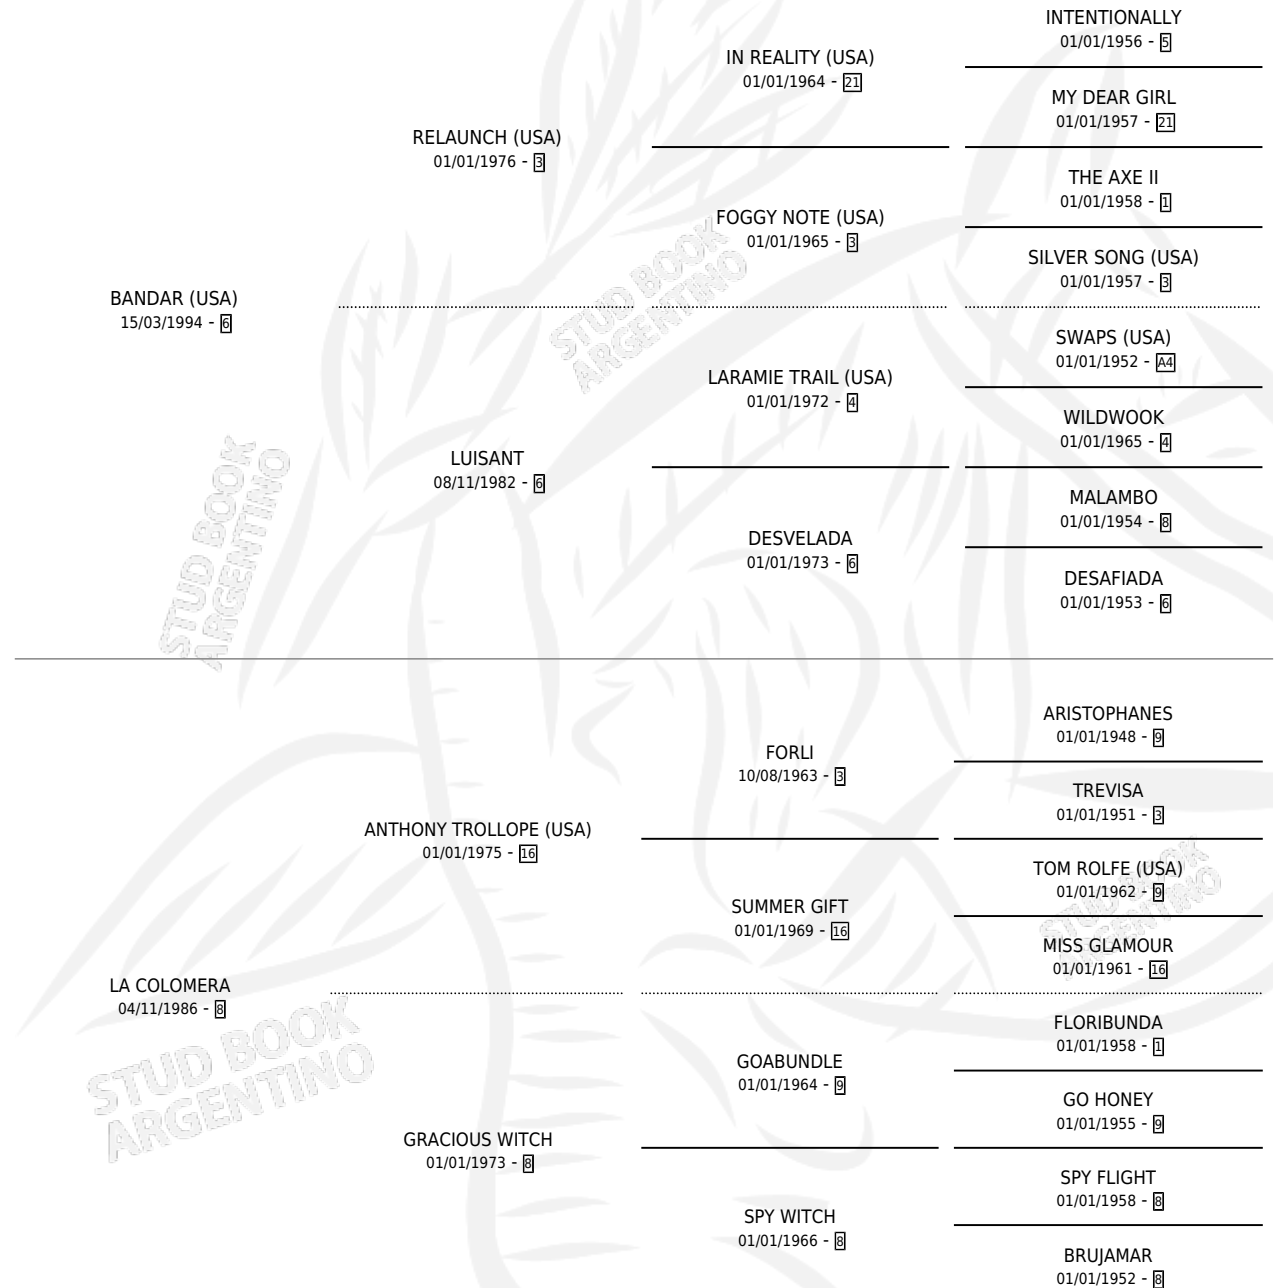 INTENTIONALLY
01/01/1956 - 5
IN REALITY (USA)
01/01/1964 - 21
MY DEAR GIRL
01/01/1957 - 21
RELAUNCH (USA)
01/01/1976 - 3
THE AXE II
01/01/1958 - 1
FOGGY NOTE (USA)
01/01/1965 - 3
SILVER SONG (USA)
01/01/1957 - 3
BANDAR (USA)
15/03/1994 - 6
SWAPS (USA)
01/01/1952 - A4
LARAMIE TRAIL (USA)
01/01/1972 - 4
WILDWOOK
01/01/1965 - 4
LUISANT
08/11/1982 - 6
MALAMBO
01/01/1954 - 8
DESVELADA
01/01/1973 - 6
DESAFIADA
01/01/1953 - 6
ARISTOPHANES
01/01/1948 - 9
FORLI
10/08/1963 - 3
TREVISA
01/01/1951 - 3
ANTHONY TROLLOPE (USA)
01/01/1975 - 16
TOM ROLFE (USA)
01/01/1962 - 9
SUMMER GIFT
01/01/1969 - 16
MISS GLAMOUR
01/01/1961 - 16
LA COLOMERA
04/11/1986 - 8
FLORIBUNDA
01/01/1958 - 1
GOABUNDLE
01/01/1964 - 9
GO HONEY
01/01/1955 - 9
GRACIOUS WITCH
01/01/1973 - 8
SPY FLIGHT
01/01/1958 - 8
SPY WITCH
01/01/1966 - 8
BRUJAMAR
01/01/1952 - 8
STUD BOOK
ARGENTINO
STUD BOOK
ARGENTINO
STUD BOOK
ARGENTINO
STUD BOOK
ARGENTINO